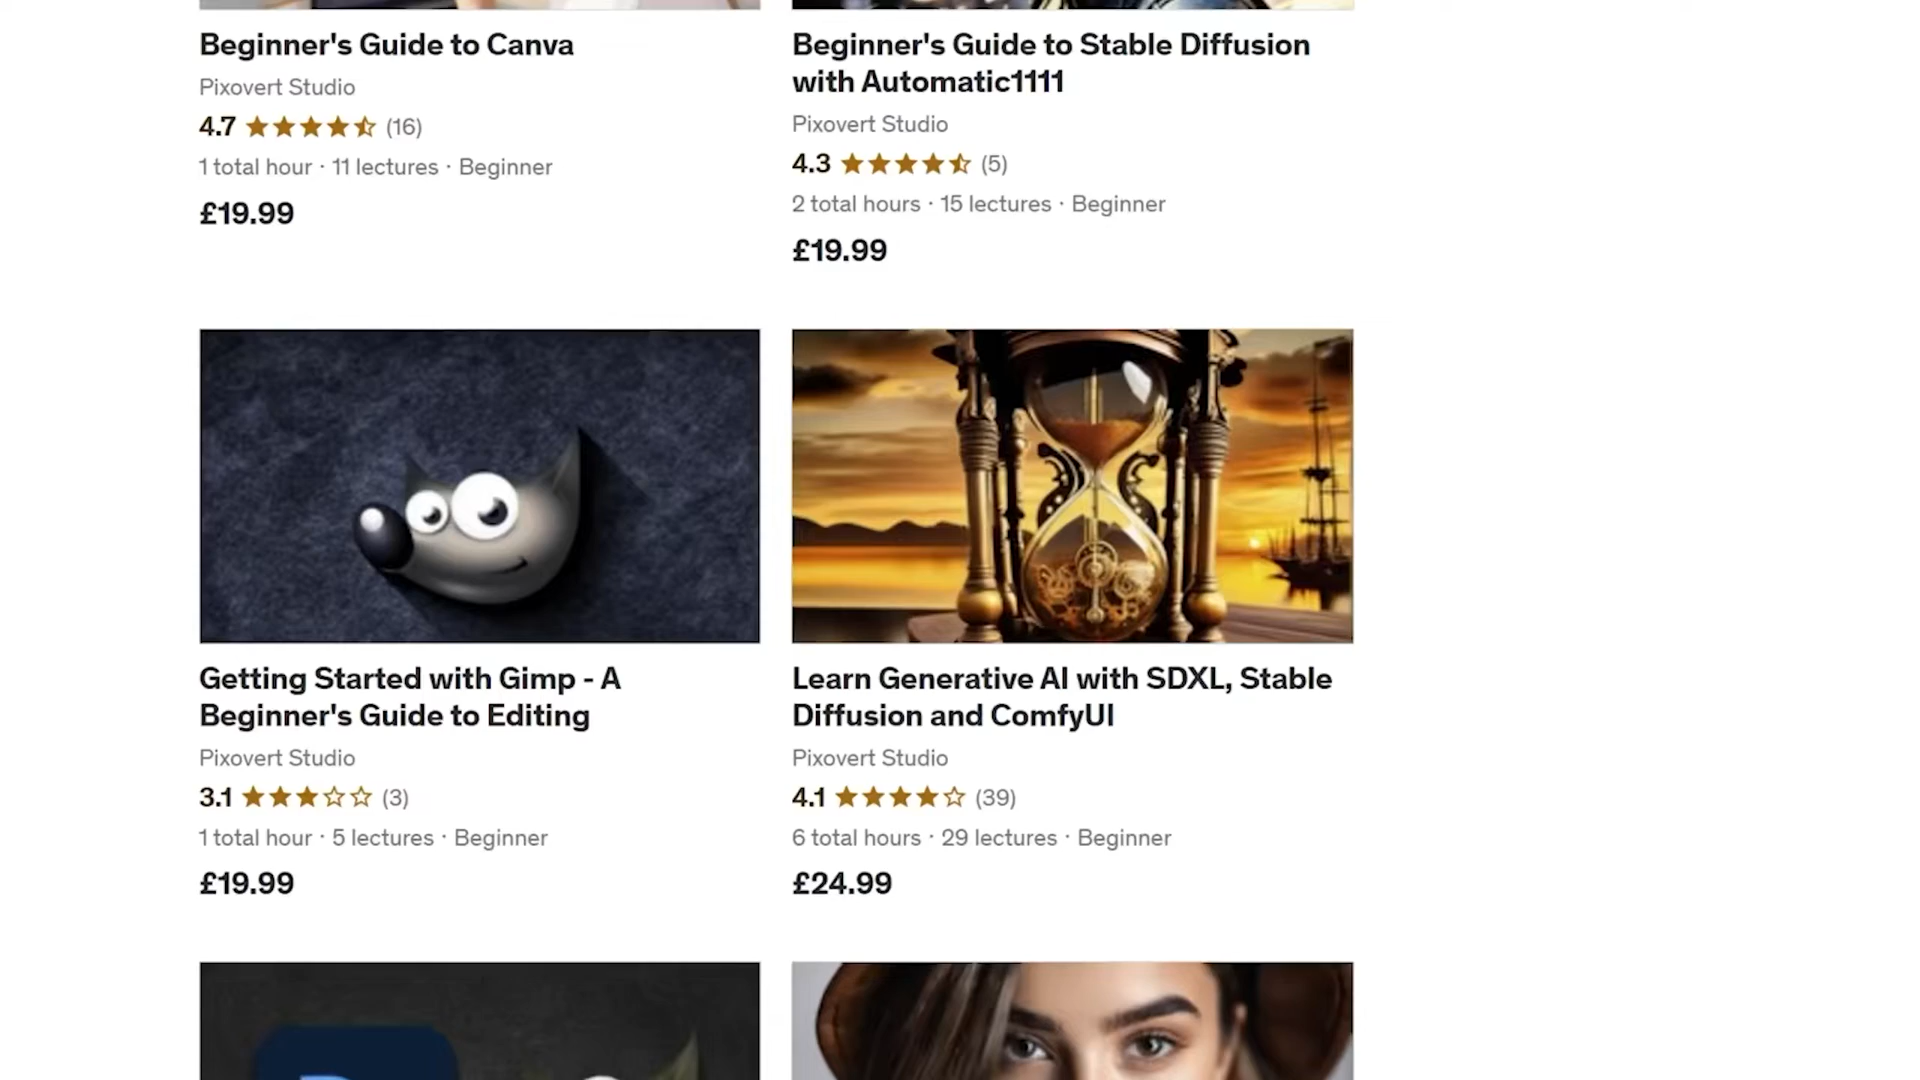 Beginner's Guide to Canva
Pixovert Studio
4.7 (16)
1 total hour · 11 lectures · Beginner
£19.99
Beginner's Guide to Stable Diffusion
with Automatic1111
Pixovert Studio
4.3 (5)
2 total hours · 15 lectures · Beginner
£19.99
Getting Started with Gimp - A
Beginner's Guide to Editing
Pixovert Studio
3.1 (3)
1 total hour · 5 lectures · Beginner
£19.99
Learn Generative AI with SDXL, Stable
Diffusion and ComfyUI
Pixovert Studio
4.1 (39)
6 total hours · 29 lectures · Beginner
£24.99